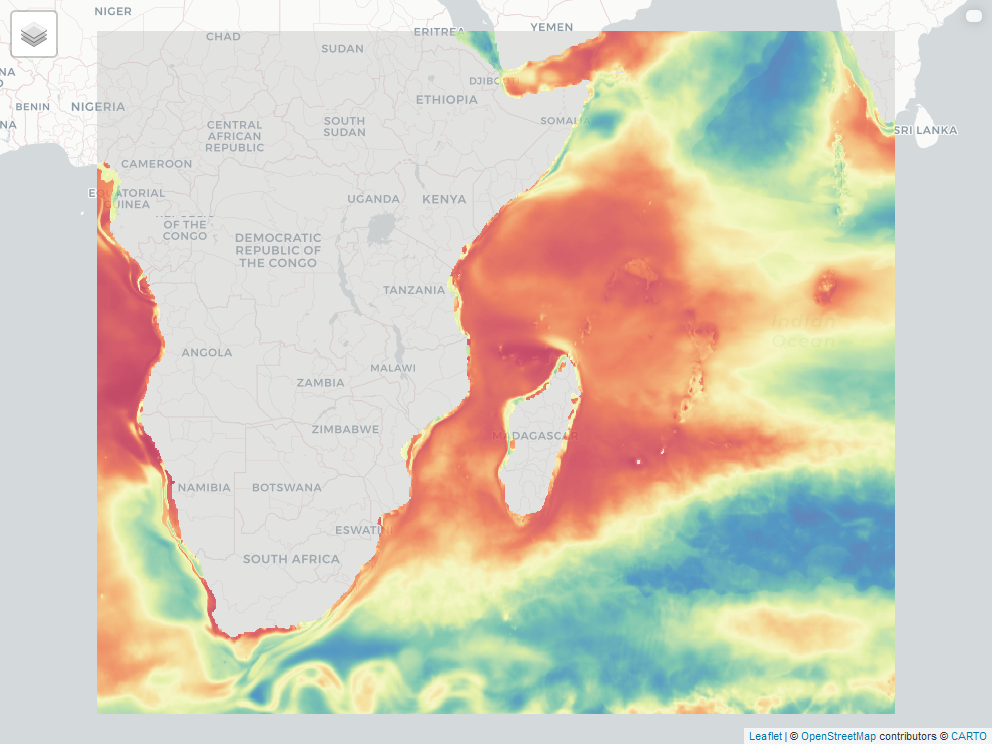 NIGER
YEMEN
ERITREA
CHAD
SUDAN
NA
DJIBO
ETHIOPIA
BENIN
NIGERIA
NA
CENTRAL
AFRICAN
REPUBLIC
SOUTH
SUDAN
SOMALIA
SRI LANKA
CAMEROON
EQUATORIAL
GUINEA
UGANDA
KENYA
OF THE
CONGO
DEMOCRATIC
REPUBLIC OF
THE CONGO
TANZANIA
Indian
Ocean
ANGOLA
MALAWI
ZAMBIA
ZIMBABWE
MADAGASCAR
NAMIBIA
BOTSWANA
ESWATINI
SOUTH AFRICA
Leaflet | © OpenStreetMap contributors © CARTO